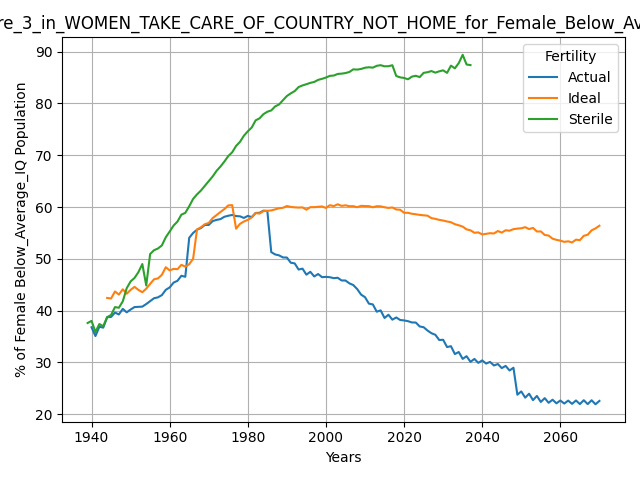 re_3_in_WOMEN_TAKE_CARE_OF_COUNTRY_NOT_HOME_for_Female_Below_Av
% of Female Below_Average_IQ Population
90
80
70
60
50
40
30
20
1940
1960
1980
2000
2020
2040
2060
Years
Fertility
Actual
Ideal
Sterile